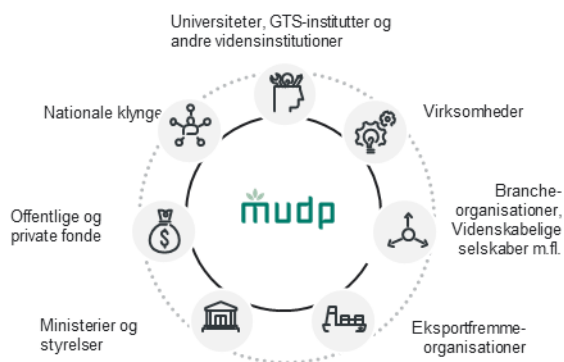 Universiteter, GTS-institutter og
andre vidensinstitutioner
Nationale klynge
Virksomheder
mudp
Offentlige og
private fonde
Branche-
organisationer,
Videnskabelige
selskaber m.fl.
Ministerier og
styrelser
Eksportfremme-
organisationer